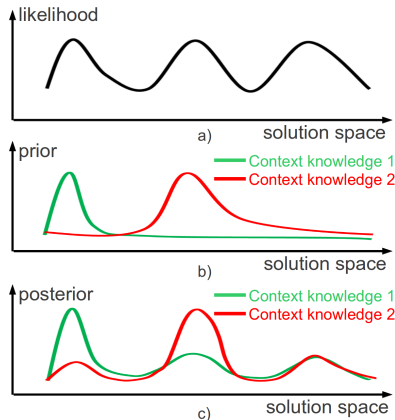 likelihood
a)
solution space
prior
Context knowledge 1
Context knowledge 2
solution space
b)
posterior
Context knowledge 1
Context knowledge 2
solution space
c)